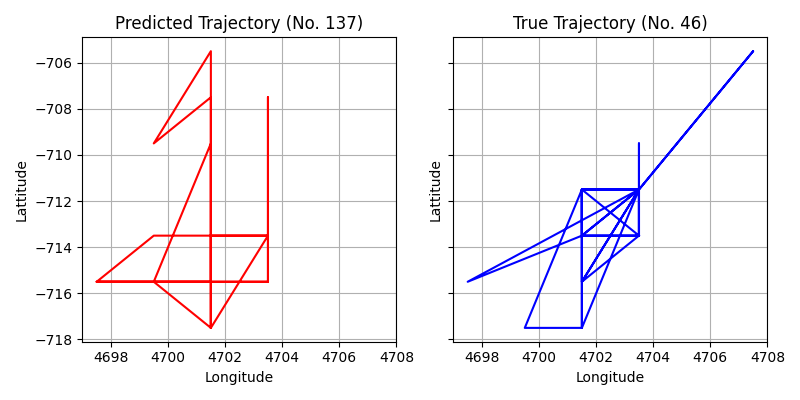 Predicted Trajectory (No. 137)
True Trajectory (No. 46)
Lattitude
−706
−708
−710
−712
−714
−716
−718
4698 4700 4702 4704 4706 4708
Longitude
Lattitude
4698 4700 4702 4704 4706 4708
Longitude